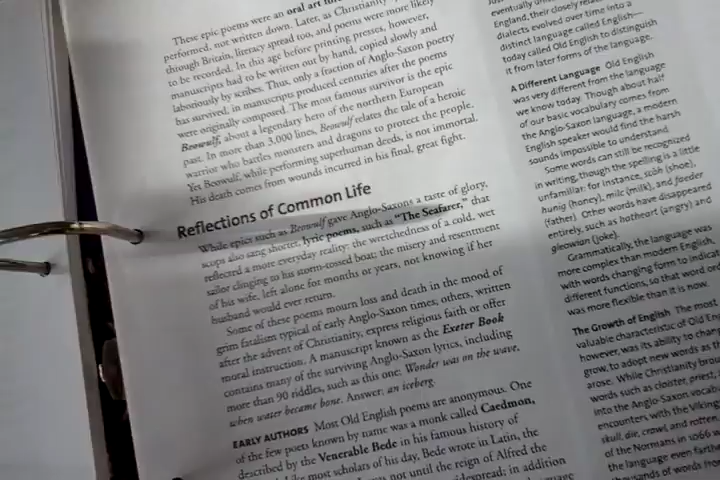 These epic poems were an oral art
performed, not written down. Later, as Christianity
through Britain, literacy spread too, and poems were more likely
to be recorded. In this age before printing presses, however,
manuscripts had to be written out by hand, copied slowly and
laboriously by scribes. Thus, only a fraction of Anglo-Saxon poetry
has survived, in manuscripts produced centuries after the poems
were originally composed. The most famous survivor is the epic
Beowulf, about a legendary hero of the northern European
past. In more than 3,000 lines, Beowulf relates the tale of a heroic
warrior who battles monsters and dragons to protect the people.
Yet Beowulf, while performing superhuman deeds, is not immortal.
His death comes from wounds incurred in his final, great fight.
Reflections of Common Life
While epics such as Beowulf gave Anglo-Saxons a taste of glory,
scops also sang shorter, lyric poems, such as "The Seafarer," that
reflected a more everyday reality: the wretchedness of a cold, wet
sailor clinging to his storm-tossed boat; the misery and resentment
of his wife, left alone for months or years, not knowing if her
husband would ever return.
Some of these poems mourn loss and death in the mood of
grim fatalism typical of early Anglo-Saxon times; others, written
after the advent of Christianity, express religious faith or offer
moral instruction. A manuscript known as the Exeter Book
contains many of the surviving Anglo-Saxon lyrics, including
more than 90 riddles, such as this one: Wonder was on the wave,
when water became bone. Answer: an iceberg.
EARLY AUTHORS Most Old English poems are anonymous. One
of the few poets known by name was a monk called Caedmon,
described by the Venerable Bede in his famous history of
like most scholars of his day, Bede wrote in Latin, the
not until the reign of Alfred the
widespread; in addition
England, their closely
dialects evolved over time into a
distinct language called English—
today called Old English to distinguish
it from later forms of the language.
A Different Language Old English
was very different from the language
we know today. Though about half
of our basic vocabulary comes from
the Anglo-Saxon language, a modern
English speaker would find the harsh
sounds impossible to understand
Some words can still be recognized
in writing, though the spelling is a little
unfamiliar: for instance, scōh (shoe),
hunig (honey), milc (milk), and foeder
(father). Other words have disappeared
entirely, such as hotheort (angry) and
gleowian (joke).
Grammatically, the language was
more complex than modern English,
with words changing form to indicate
different functions, so that word
was more flexible than it is now.
The Growth of English The most
valuable characteristic of Old
however, was its ability to
grow, to adopt new words as
arose. While Christianity
words such as cloister, priest,
into the Anglo-Saxon
encounters with the
skull, die, crawl, and rotten.
of the Normans in 1066
the language even
thousands of words from